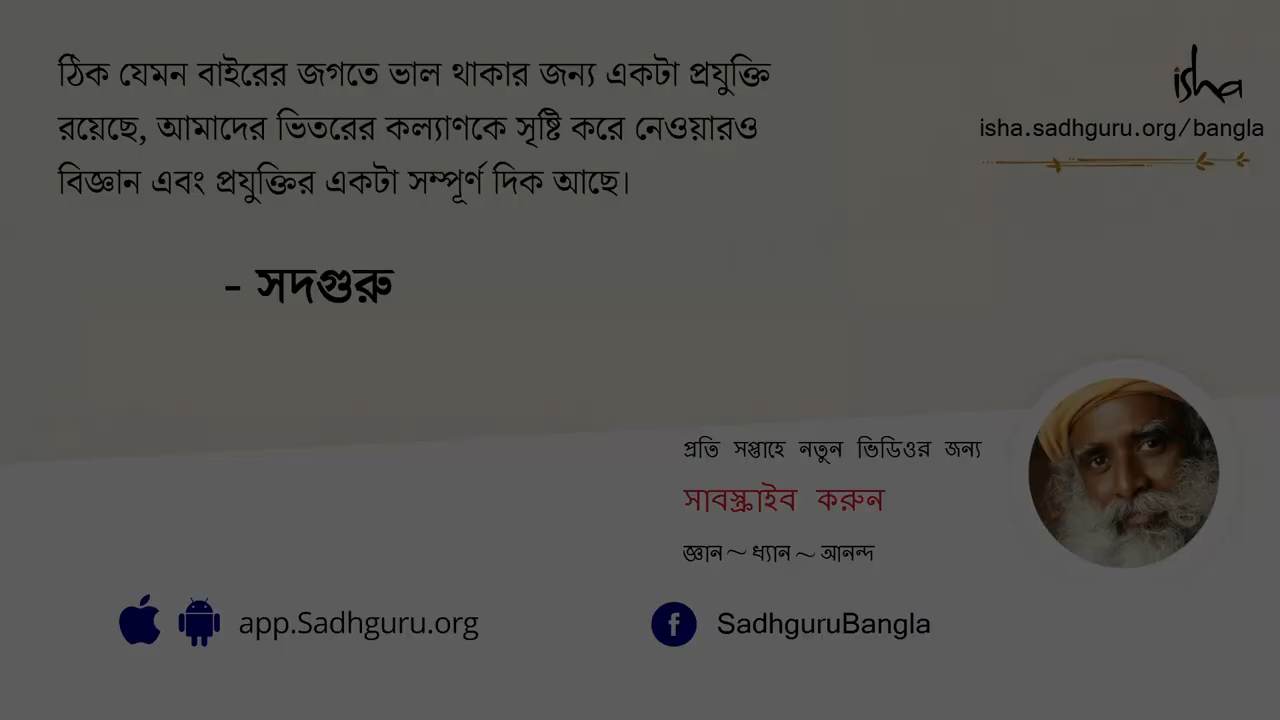 ঠিক যেমন বাইরের জগতে ভাল থাকার জন্য একটা প্রযুক্তি
রয়েছে, আমাদের ভিতরের কল্যাণকে সৃষ্টি করে নেওয়ারও
বিজ্ঞান এবং প্রযুক্তির একটা সম্পূর্ণ দিক আছে।
- সদগুরু
isha
isha.sadhguru.org/bangla
প্রতি সপ্তাহে নতুন ভিডিওর জন্য
সাবস্ক্রাইব করুন
জ্ঞান ~ ধ্যান ~ আনন্দ
app.Sadhguru.org
SadhguruBangla